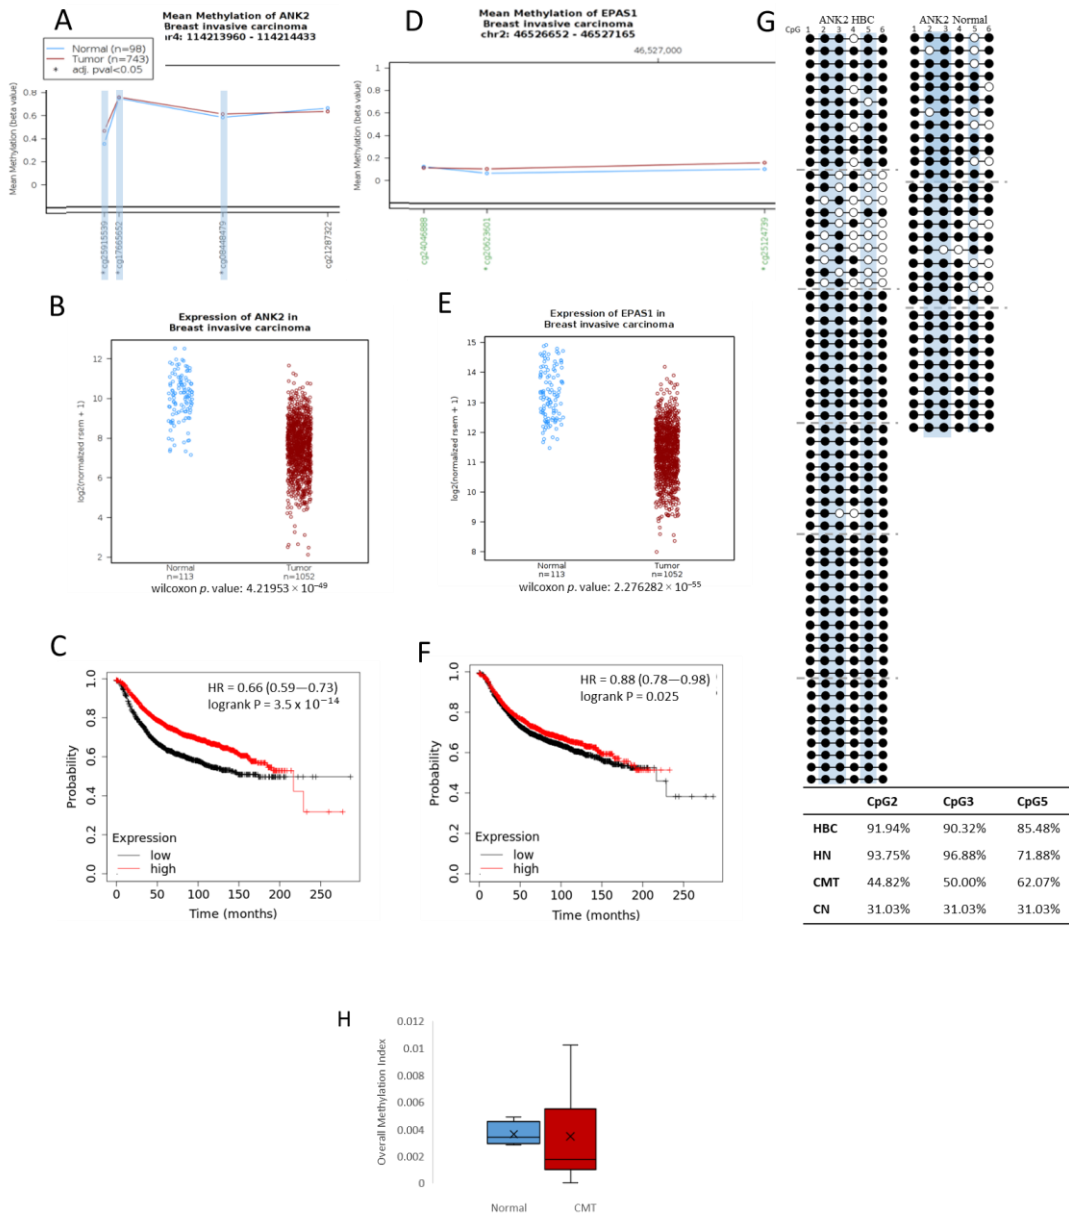 A
Mean Methylation of ANK2
Breast invasive carcinoma
ır4: 114213960 - 114214433
Normal (n=98)
Tumor (n=743)
* adj. pval<0.05
Mean Methylation (beta value)
0.8
0.6
0.4
0.2
0
* cg25915539
* cg17665652
* cg08448479
cg21287322
B
Expression of ANK2 in
Breast invasive carcinoma
log2(normalized rsem + 1)
12
10
8
6
4
2
Normal
n=113
Tumor
n=1052
wilcoxon p. value: 4.21953 × 10⁻⁴⁹
C
HR = 0.66 (0.59—0.73)
logrank P = 3.5 x 10⁻¹⁴
Probability
1.0
0.8
0.6
0.4
0.2
0.0
Expression
low
high
0 50 100 150 200 250
Time (months)
D
Mean Methylation of EPAS1
Breast invasive carcinoma
chr2: 46526652 - 46527165
46,527,000
Mean Methylation (beta value)
1
0.8
0.6
0.4
0.2
0
cg24046888
* cg20623601
* cg25124739
E
Expression of EPAS1 in
Breast invasive carcinoma
log2(normalized rsem + 1)
15
14
13
12
11
10
9
8
Normal
n=113
Tumor
n=1052
wilcoxon p. value: 2.276282 × 10⁻⁵⁵
F
HR = 0.88 (0.78—0.98)
logrank P = 0.025
Probability
1.0
0.8
0.6
0.4
0.2
0.0
Expression
low
high
0 50 100 150 200 250
Time (months)
G
ANK2 HBC
CpG 1 2 3 4 5 6
ANK2 Normal
1 2 3 4 5 6
CpG2 CpG3 CpG5
HBC 91.94% 90.32% 85.48%
HN 93.75% 96.88% 71.88%
CMT 44.82% 50.00% 62.07%
CN 31.03% 31.03% 31.03%
H
Overall Methylation Index
0.012
0.01
0.008
0.006
0.004
0.002
0
Normal CMT